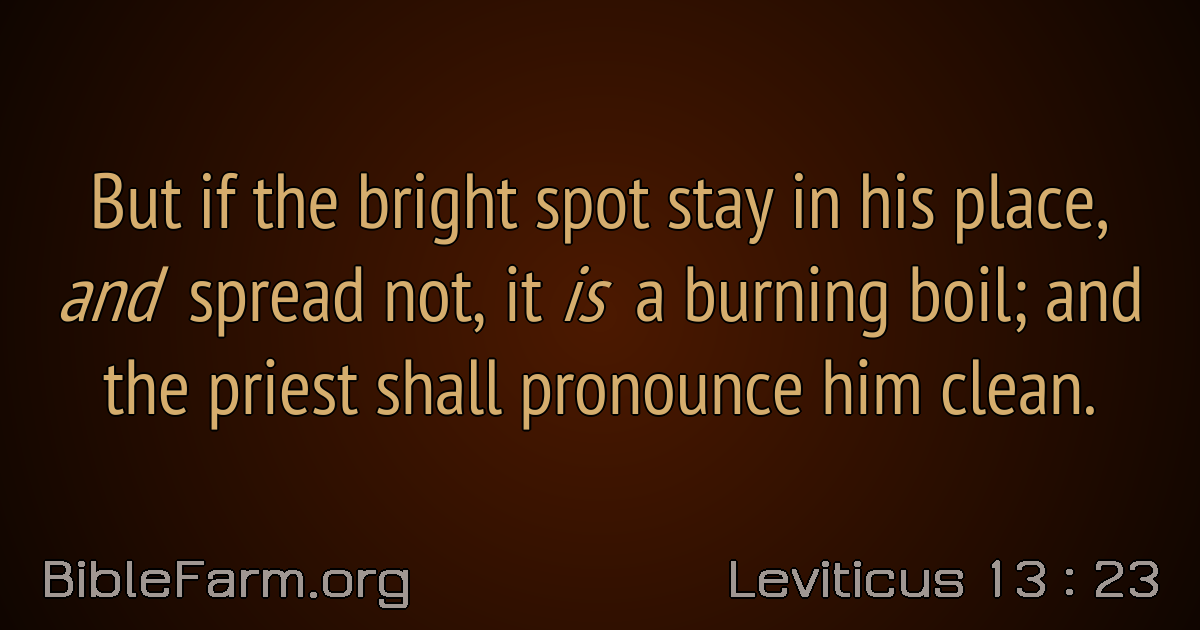 But if the bright spot stay in his place,
and spread not, it is a burning boil; and
the priest shall pronounce him clean.
BibleFarm.org
Leviticus 13 : 23